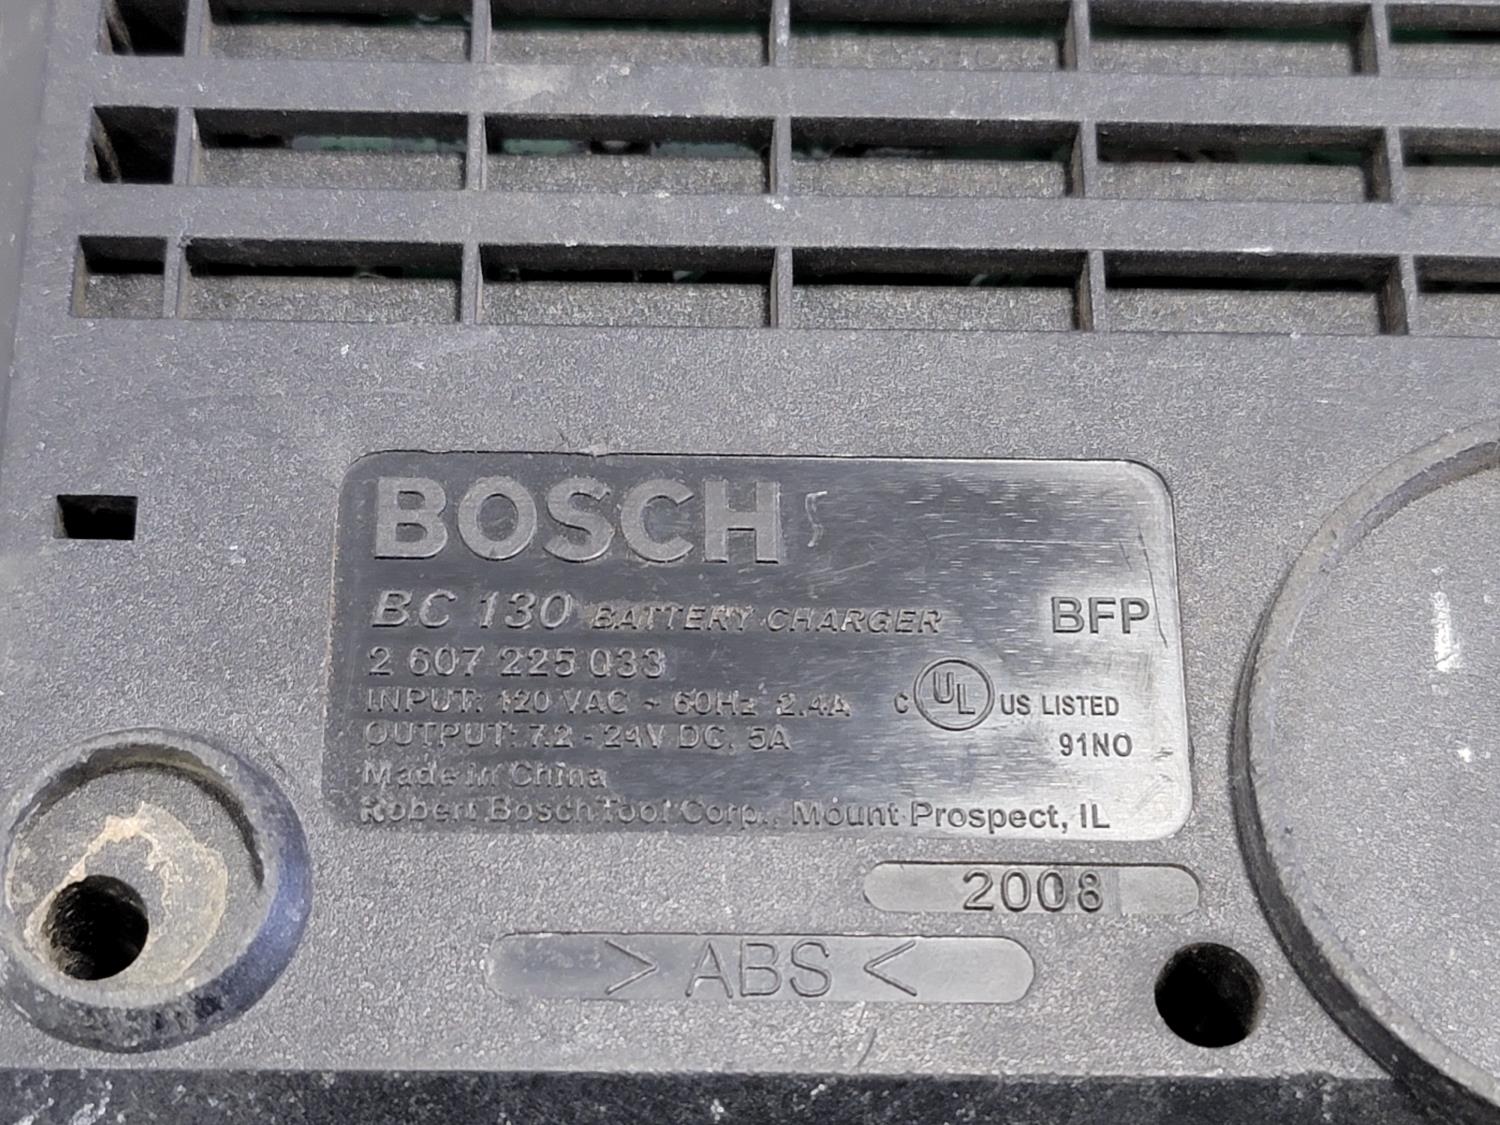 BOSCH
BC 130 BATTERY CHARGER BFP
2 607 225 033
INPUT: 120 VAC ~ 60Hz 2.4A C UL US LISTED
OUTPUT: 7.2 - 24V DC, 5A 91NO
Made in China
Robert Bosch Tool Corp., Mount Prospect, IL
2008
> ABS <